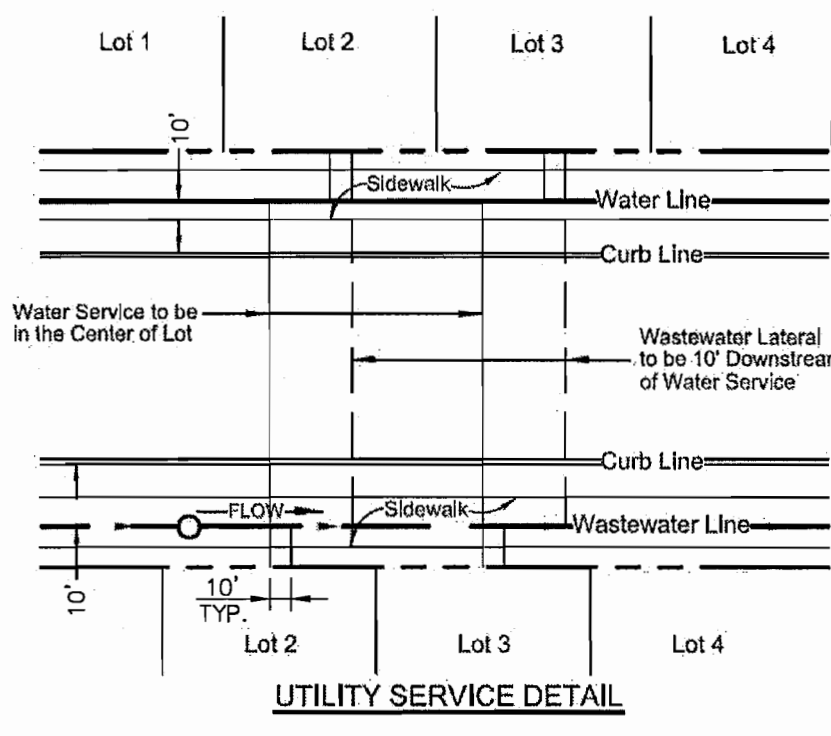 Lot 1
Lot 2
Lot 3
Lot 4
10'
Sidewalk
Water Line
Curb Line
Water Service to be
in the Center of Lot
Wastewater Lateral
to be 10' Downstream
of Water Service
Curb Line
FLOW
Sidewalk
Wastewater Line
10'
10'
TYP.
Lot 2
Lot 3
Lot 4
UTILITY SERVICE DETAIL